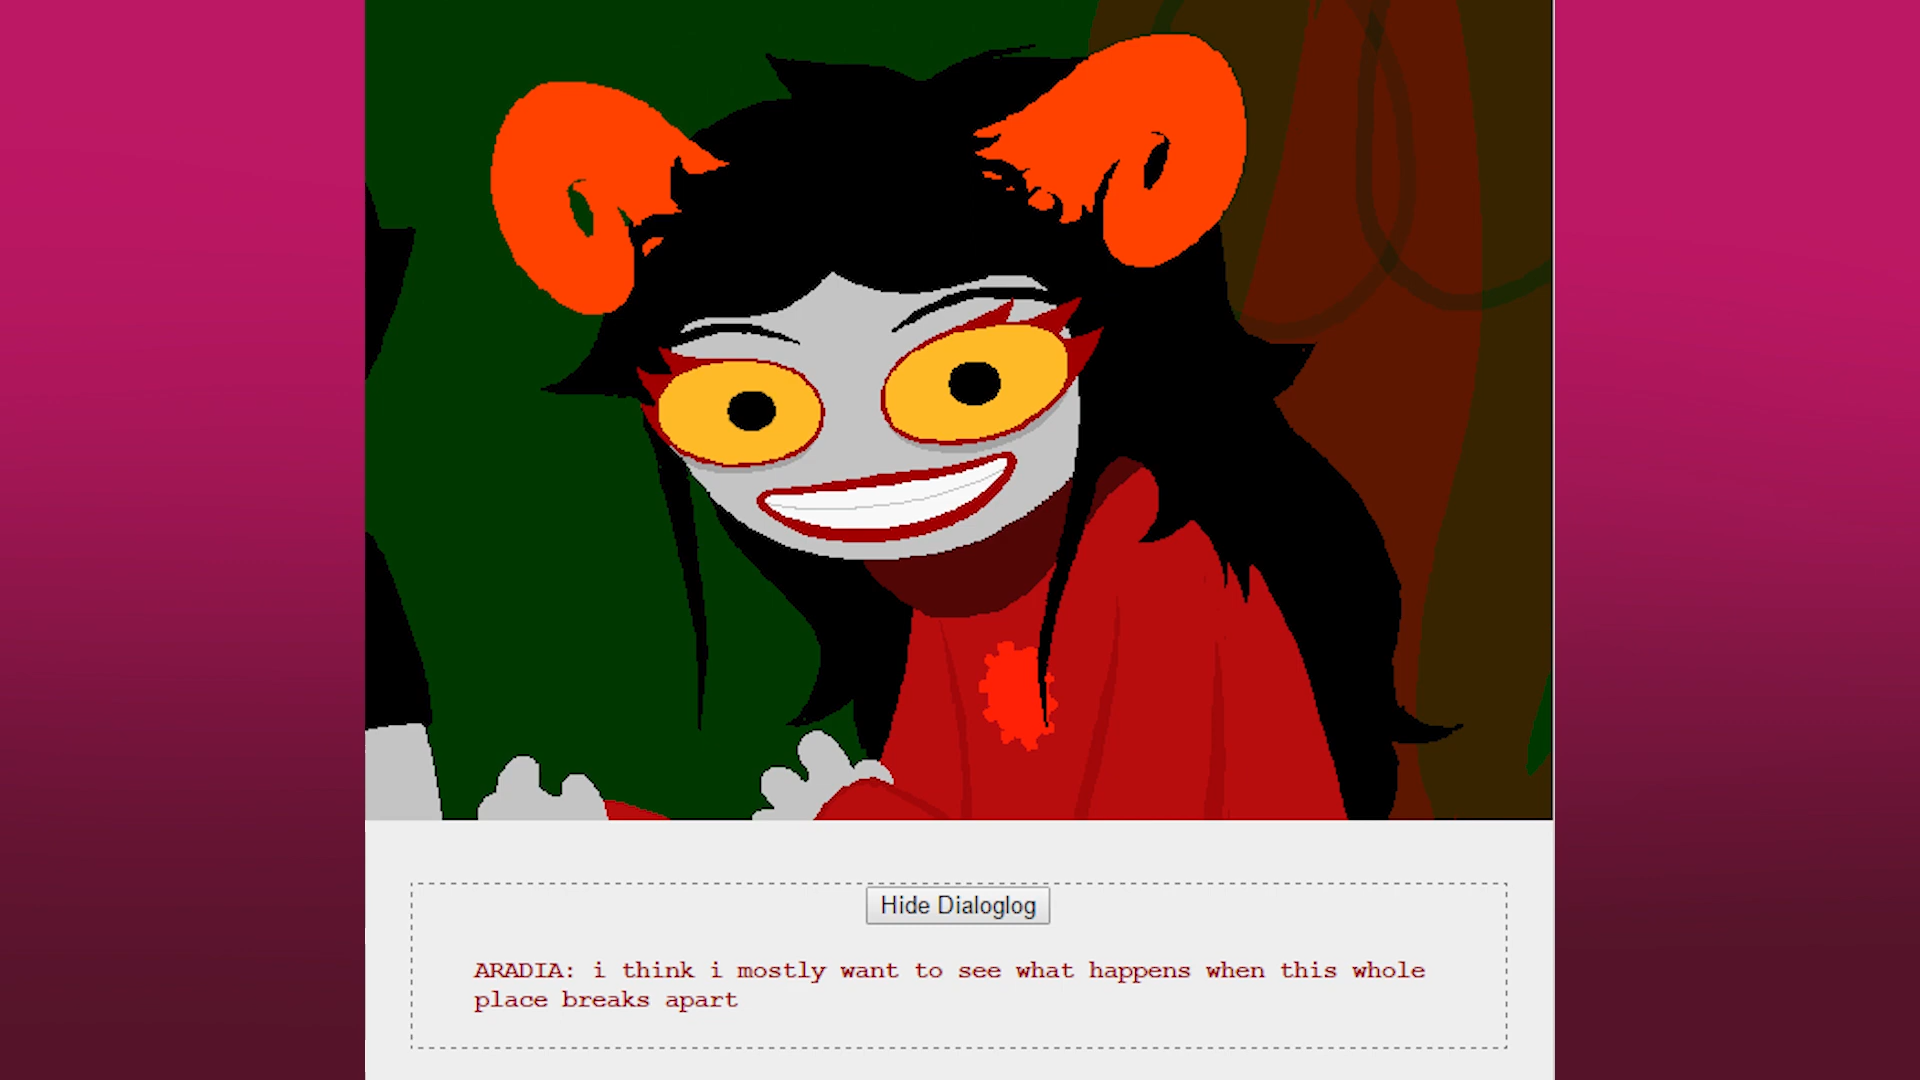 Hide Dialoglog
ARADIA: i think i mostly want to see what happens when this whole
place breaks apart